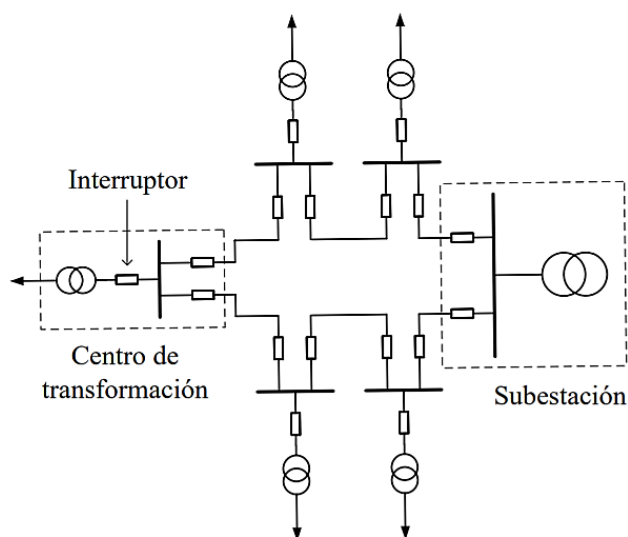 Interruptor
Centro de
transformación
Subestación